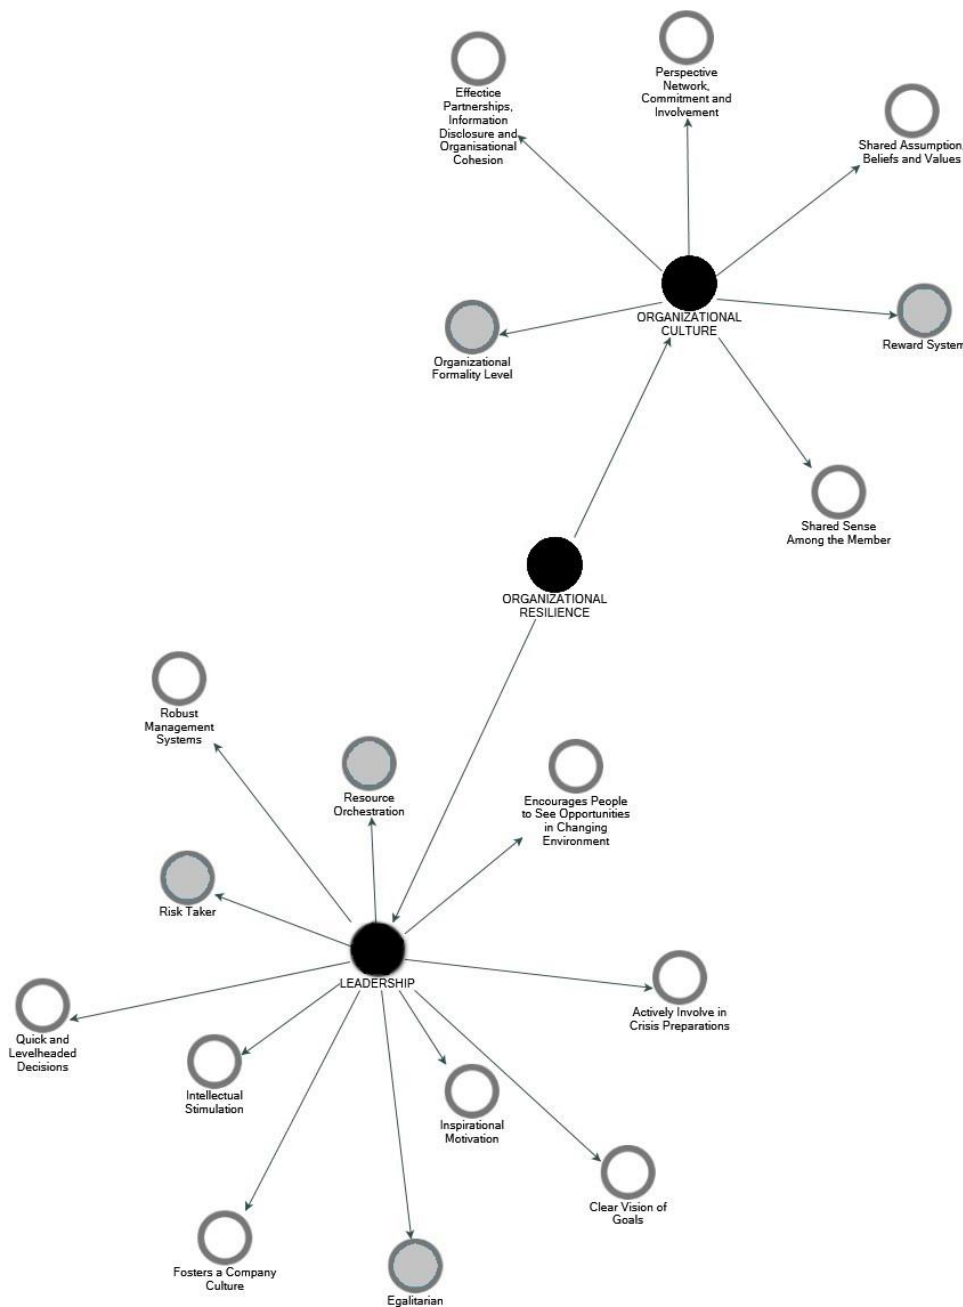 Effectice
Partnerships,
Information
Disclosure and
Organisational
Cohesion
Perspective
Network,
Commitment and
Involvement
Shared Assumption,
Beliefs and Values
ORGANIZATIONAL
CULTURE
Organizational
Formality Level
Reward System
Shared Sense
Among the Member
ORGANIZATIONAL
RESILIENCE
Robust
Management
Systems
Resource
Orchestration
Encourages People
to See Opportunities
in Changing
Environment
Risk Taker
LEADERSHIP
Actively Involve in
Crisis Preparations
Quick and
Levelheaded
Decisions
Intellectual
Stimulation
Inspirational
Motivation
Clear Vision of
Goals
Fosters a Company
Culture
Egalitarian